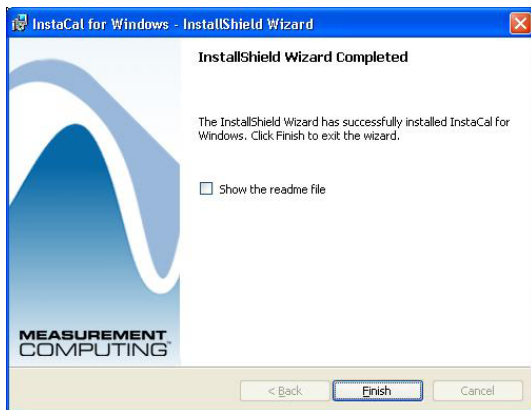 InstaCal for Windows - InstallShield Wizard
InstallShield Wizard Completed
The InstallShield Wizard has successfully installed InstaCal for
Windows. Click Finish to exit the wizard.
Show the readme file
MEASUREMENT
COMPUTING™
< Back
Finish
Cancel